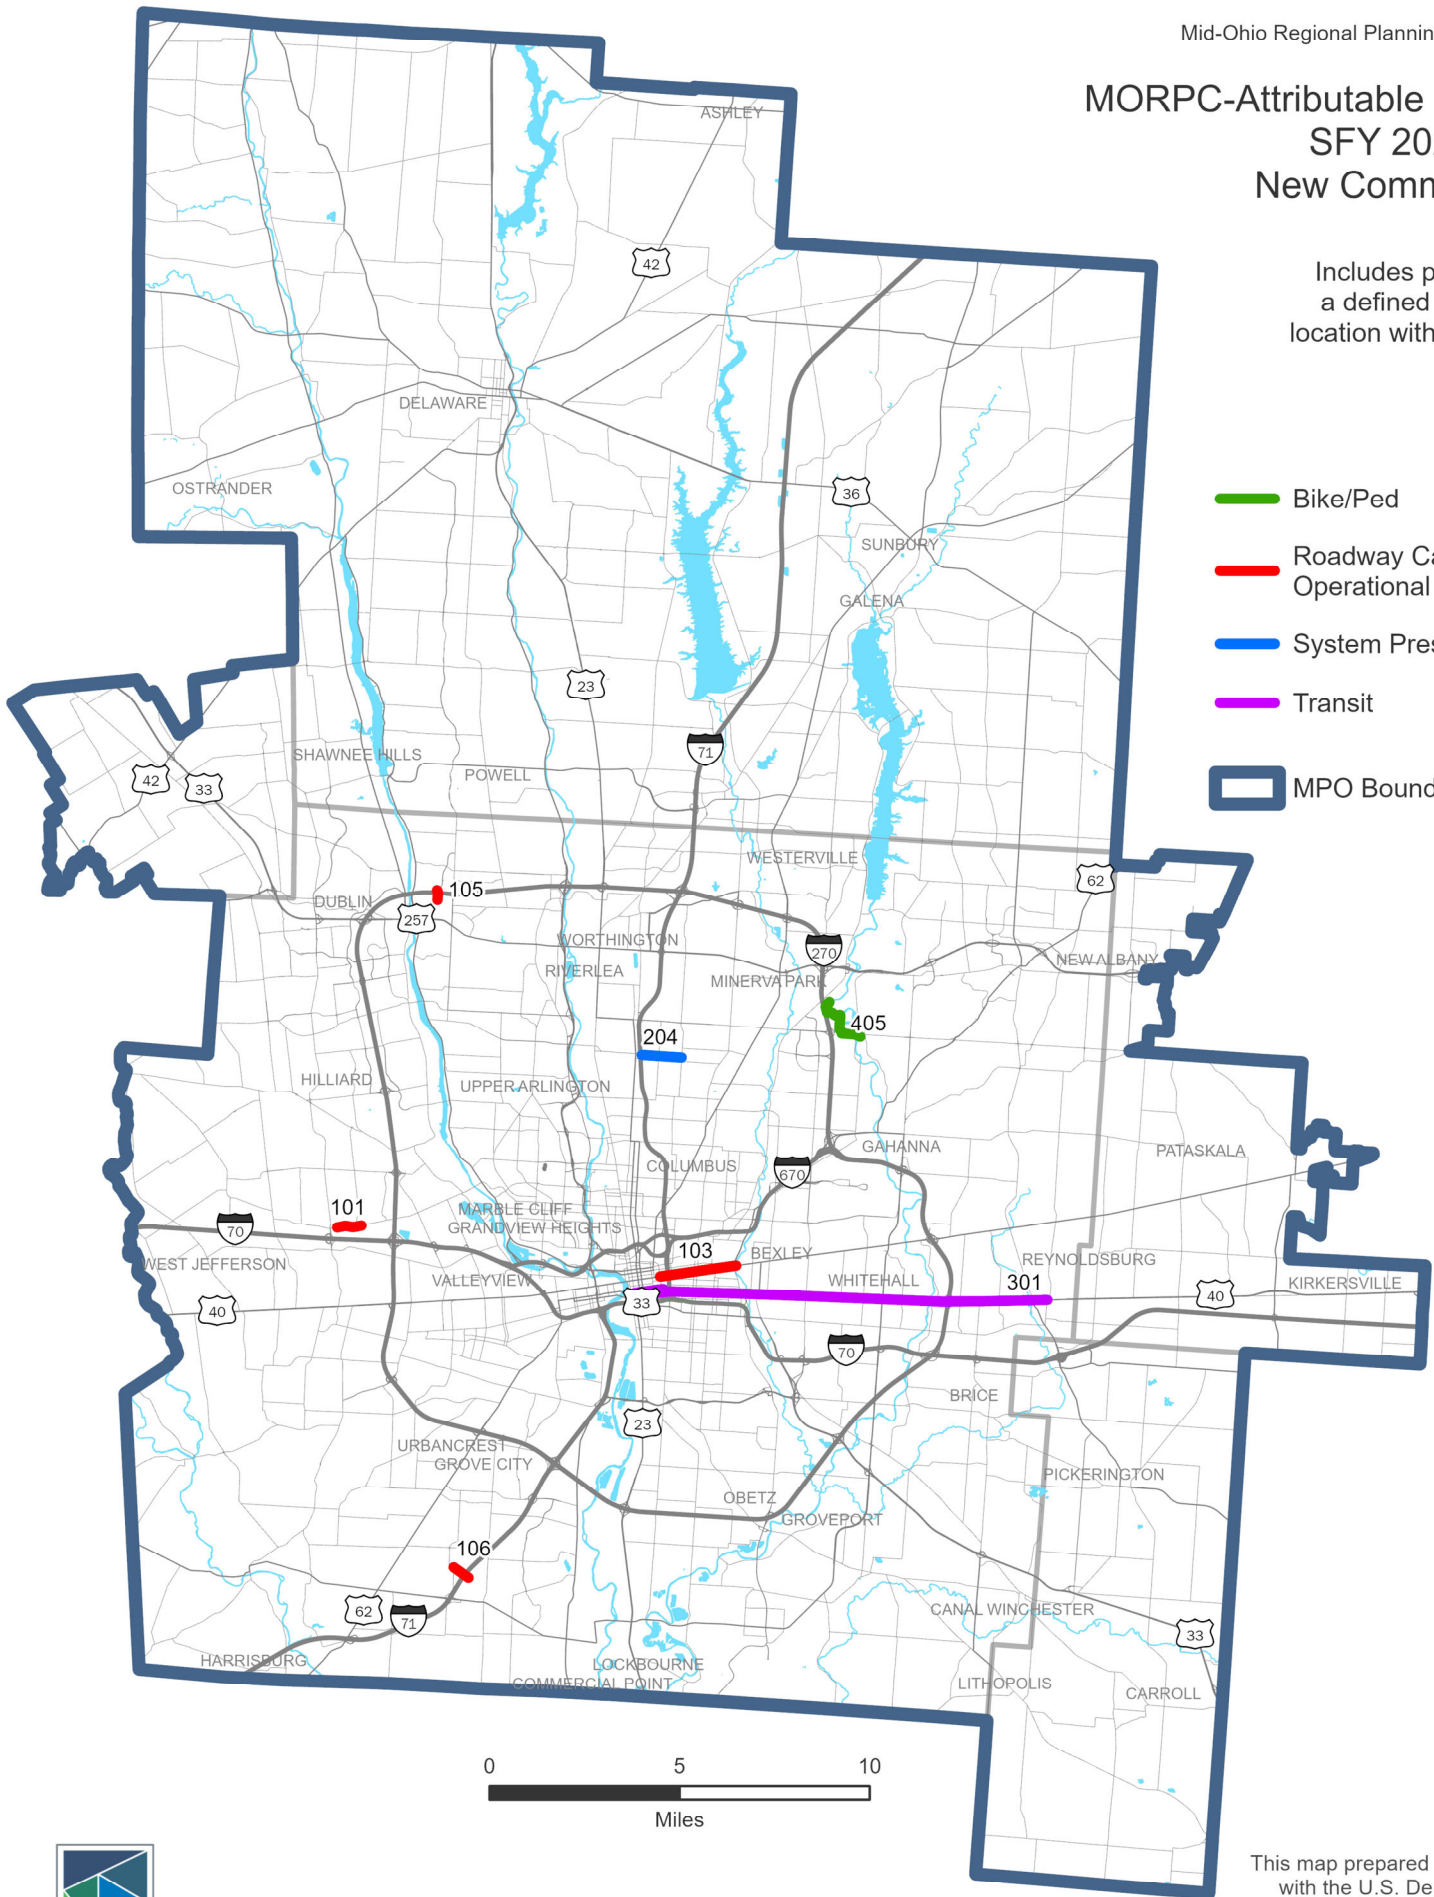 Mid-Ohio Regional Plannin
MORPC-Attributable
SFY 20
New Comm
Includes p
a defined
location with
Bike/Ped
Roadway Ca
Operational
System Pres
Transit
MPO Bound
ASHLEY
42
DELAWARE
OSTRANDER
36
SUNBURY
GALENA
23
71
SHAWNEE HILLS
POWELL
42
33
WESTERVILLE
62
105
DUBLIN
257
WORTHINGTON
270
RIVERLEA
NEW ALBANY
MINERVA PARK
405
204
HILLIARD
UPPER ARLINGTON
GAHANNA
PATASKALA
COLUMBUS
670
101
MARBLE CLIFF
70
GRANDVIEW HEIGHTS
103
BEXLEY
WEST JEFFERSON
REYNOLDSBURG
VALLEYVIEW
WHITEHALL
301
KIRKERSVILLE
40
33
40
70
BRICE
23
URBANCREST
GROVE CITY
PICKERINGTON
OBETZ
GROVEPORT
106
62
71
CANAL WINCHESTER
33
HARRISBURG
LOCKBOURNE
COMMERCIAL POINT
LITHOPOLIS
CARROLL
0 5 10
Miles
This map prepared
with the U.S. De